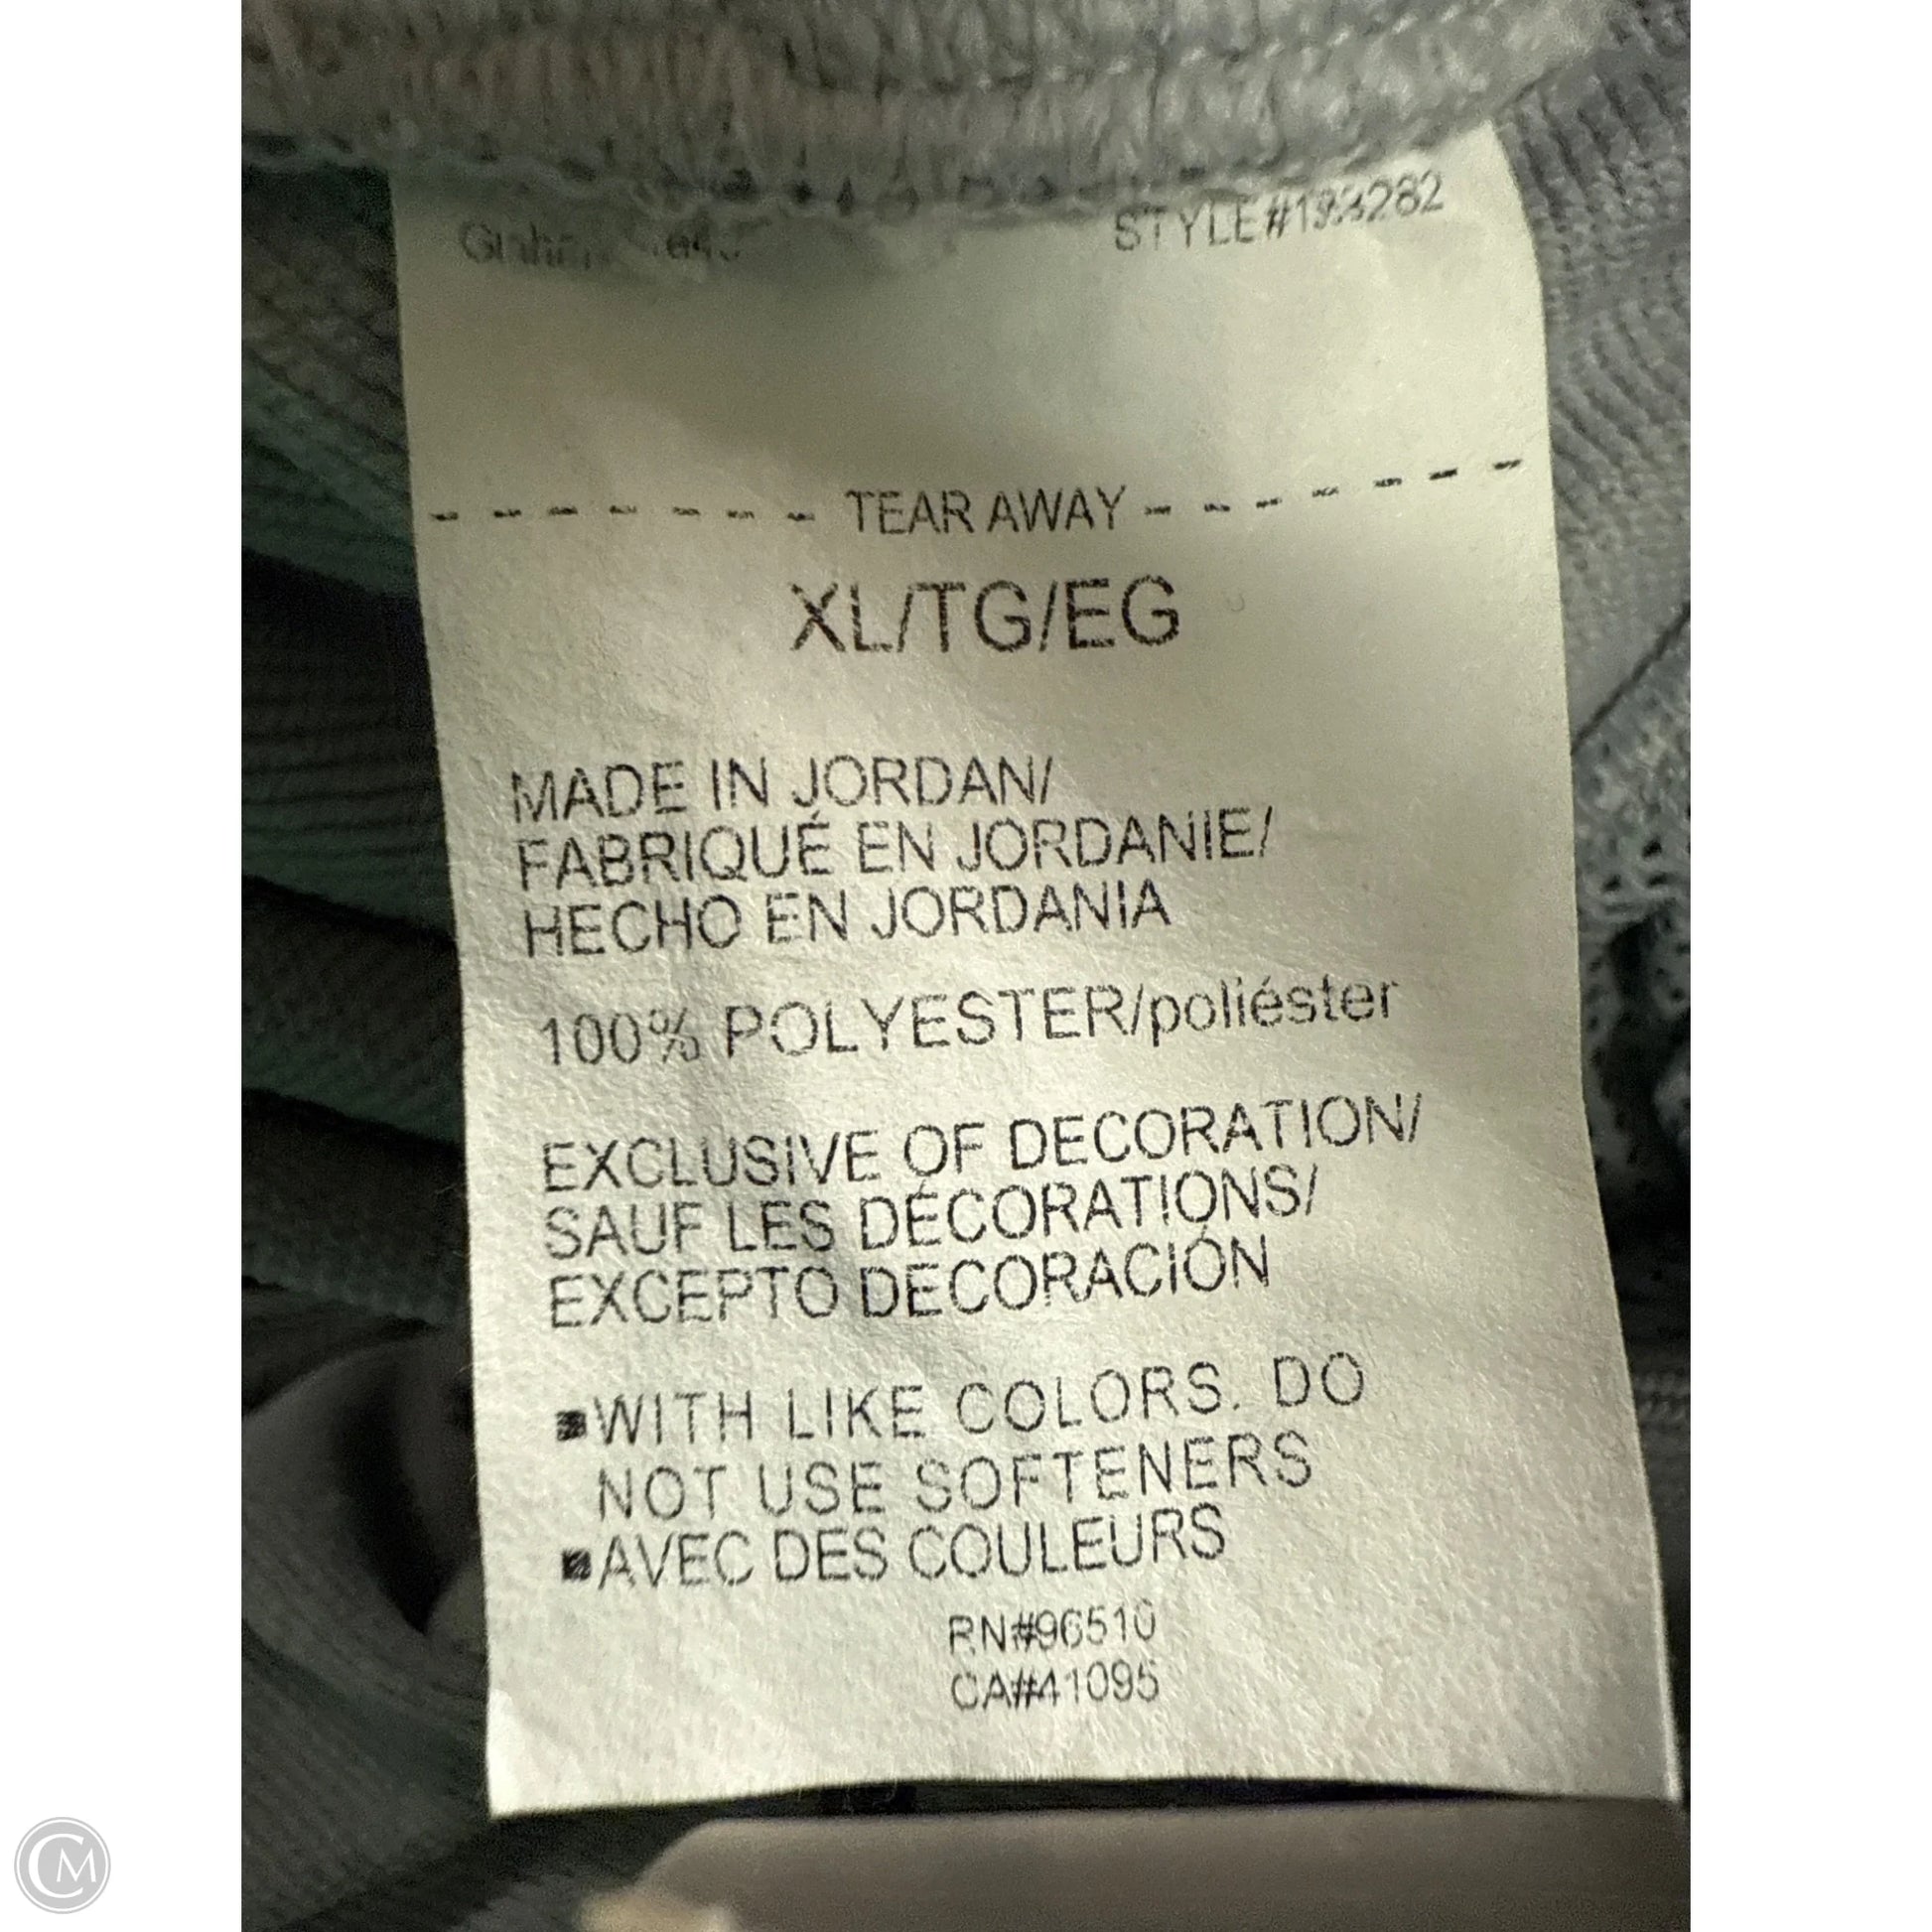 TEAR AWAY
XL/TG/EG
MADE IN JORDAN/
FABRIQUÉ EN JORDANIE/
HECHO EN JORDANIA
100% POLYESTER/poliéster
EXCLUSIVE OF DECORATION/
SAUF LES DÉCORATIONS/
EXCEPTO DECORACIÓN
▪WITH LIKE COLORS. DO
NOT USE SOFTENERS
▪AVEC DES COULEURS
RN#96510
CA#41095
CM